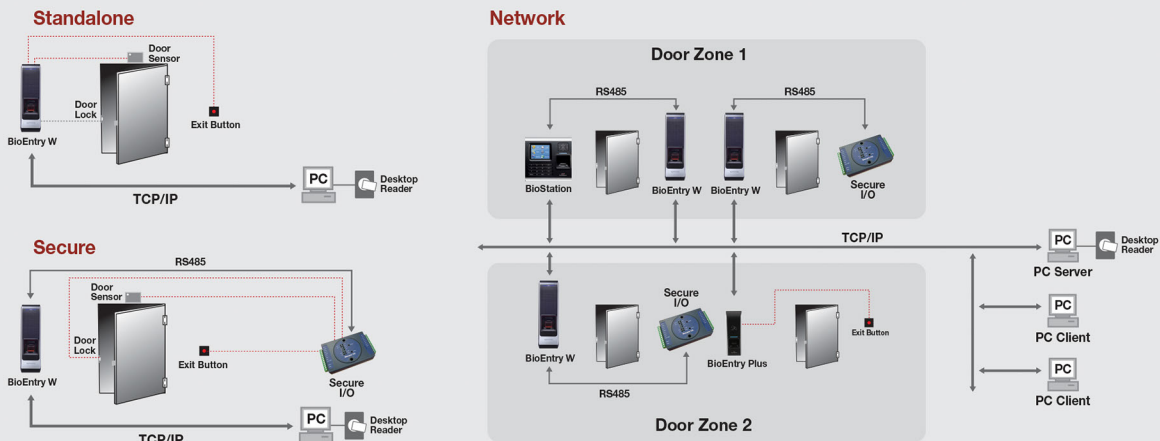 Standalone
Door
Sensor
Door
Lock
Exit Button
BioEntry W
PC
Desktop
Reader
TCP/IP
Secure
RS485
Door
Sensor
Door
Lock
Exit Button
BioEntry W
Secure
I/O
PC
Desktop
Reader
TCP/IP
Network
Door Zone 1
RS485
RS485
BioStation
BioEntry W
BioEntry W
Secure
I/O
TCP/IP
PC
Desktop
Reader
PC Server
PC
PC Client
PC
PC Client
Secure
I/O
BioEntry W
BioEntry Plus
Exit Button
RS485
Door Zone 2